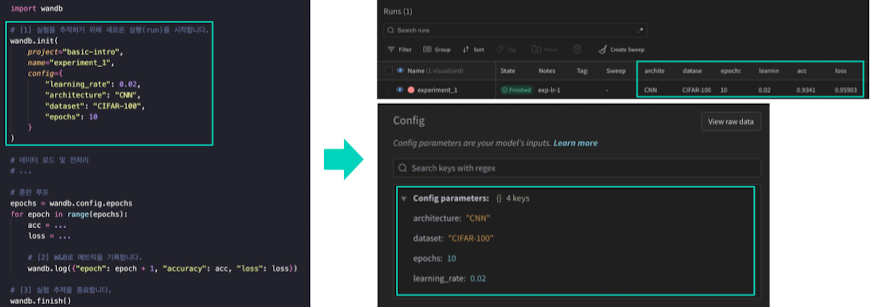 import wandb
# [1] 실험을 추적하기 위해 새로운 실행(run)을 시작합니다.
wandb.init(
project="basic-intro",
name="experiment_1",
config={
"learning_rate": 0.02,
"architecture": "CNN",
"dataset": "CIFAR-100",
"epochs": 10
}
)
# 데이터 로드 및 전처리
# ...
# 훈련 루프
epochs = wandb.config.epochs
for epoch in range(epochs):
acc = ...
loss = ...
# [2] W&B로 메트릭을 기록합니다.
wandb.log({"epoch": epoch + 1, "accuracy": acc, "loss": loss})
# [3] 실험 추적을 종료합니다.
wandb.finish()
Runs (1)
Search runs .*
Filter Group Sort Tag Move Create Sweep
Name (1 visualized) State Notes Tag: Sweep archite datase epochs learnin acc loss
experiment_1 Finished exp-lr-1 - CNN CIFAR-100 10 0.02 0.9341 0.05903
Config
View raw data
Config parameters are your model's inputs. Learn more
Search keys with regex
Config parameters: {} 4 keys
architecture: "CNN"
dataset: "CIFAR-100"
epochs: 10
learning_rate: 0.02